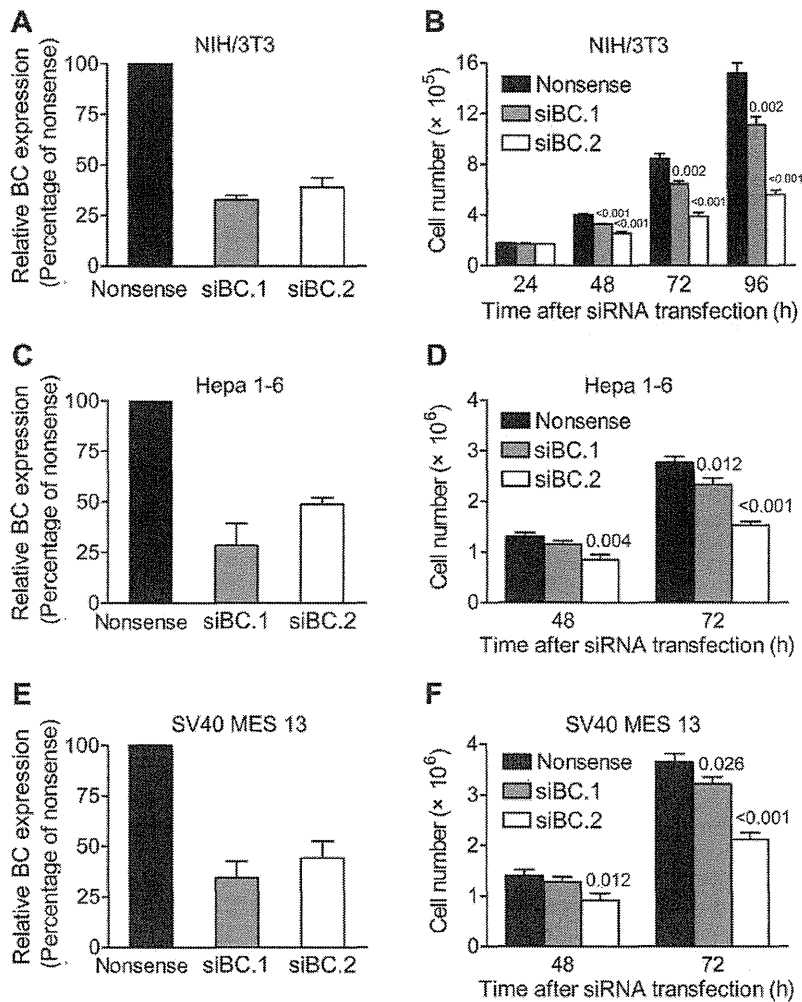 A
NIH/3T3
Relative BC expression
(Percentage of nonsense)
100
75
50
25
0
Nonsense siBC.1 siBC.2
B
NIH/3T3
Cell number (× 10⁵)
16
12
8
4
0
Nonsense
siBC.1
siBC.2
<0.001
<0.001
0.002
<0.001
0.002
<0.001
24 48 72 96
Time after siRNA transfection (h)
C
Hepa 1-6
Relative BC expression
(Percentage of nonsense)
100
75
50
25
0
Nonsense siBC.1 siBC.2
D
Hepa 1-6
Cell number (× 10⁶)
4
3
2
1
0
Nonsense
siBC.1
siBC.2
0.004
0.012
<0.001
48 72
Time after siRNA transfection (h)
E
SV40 MES 13
Relative BC expression
(Percentage of nonsense)
100
75
50
25
0
Nonsense siBC.1 siBC.2
F
SV40 MES 13
Cell number (× 10⁶)
4
3
2
1
0
Nonsense
siBC.1
siBC.2
0.012
0.026
<0.001
48 72
Time after siRNA transfection (h)